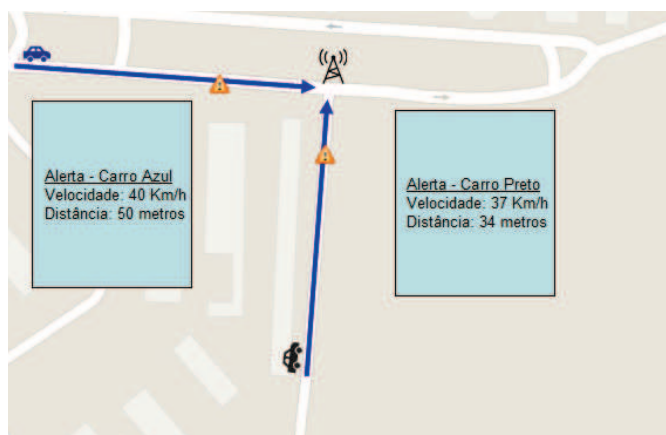 Alerta - Carro Azul
Velocidade: 40 Km/h
Distância: 50 metros
Alerta - Carro Preto
Velocidade: 37 Km/h
Distância: 34 metros